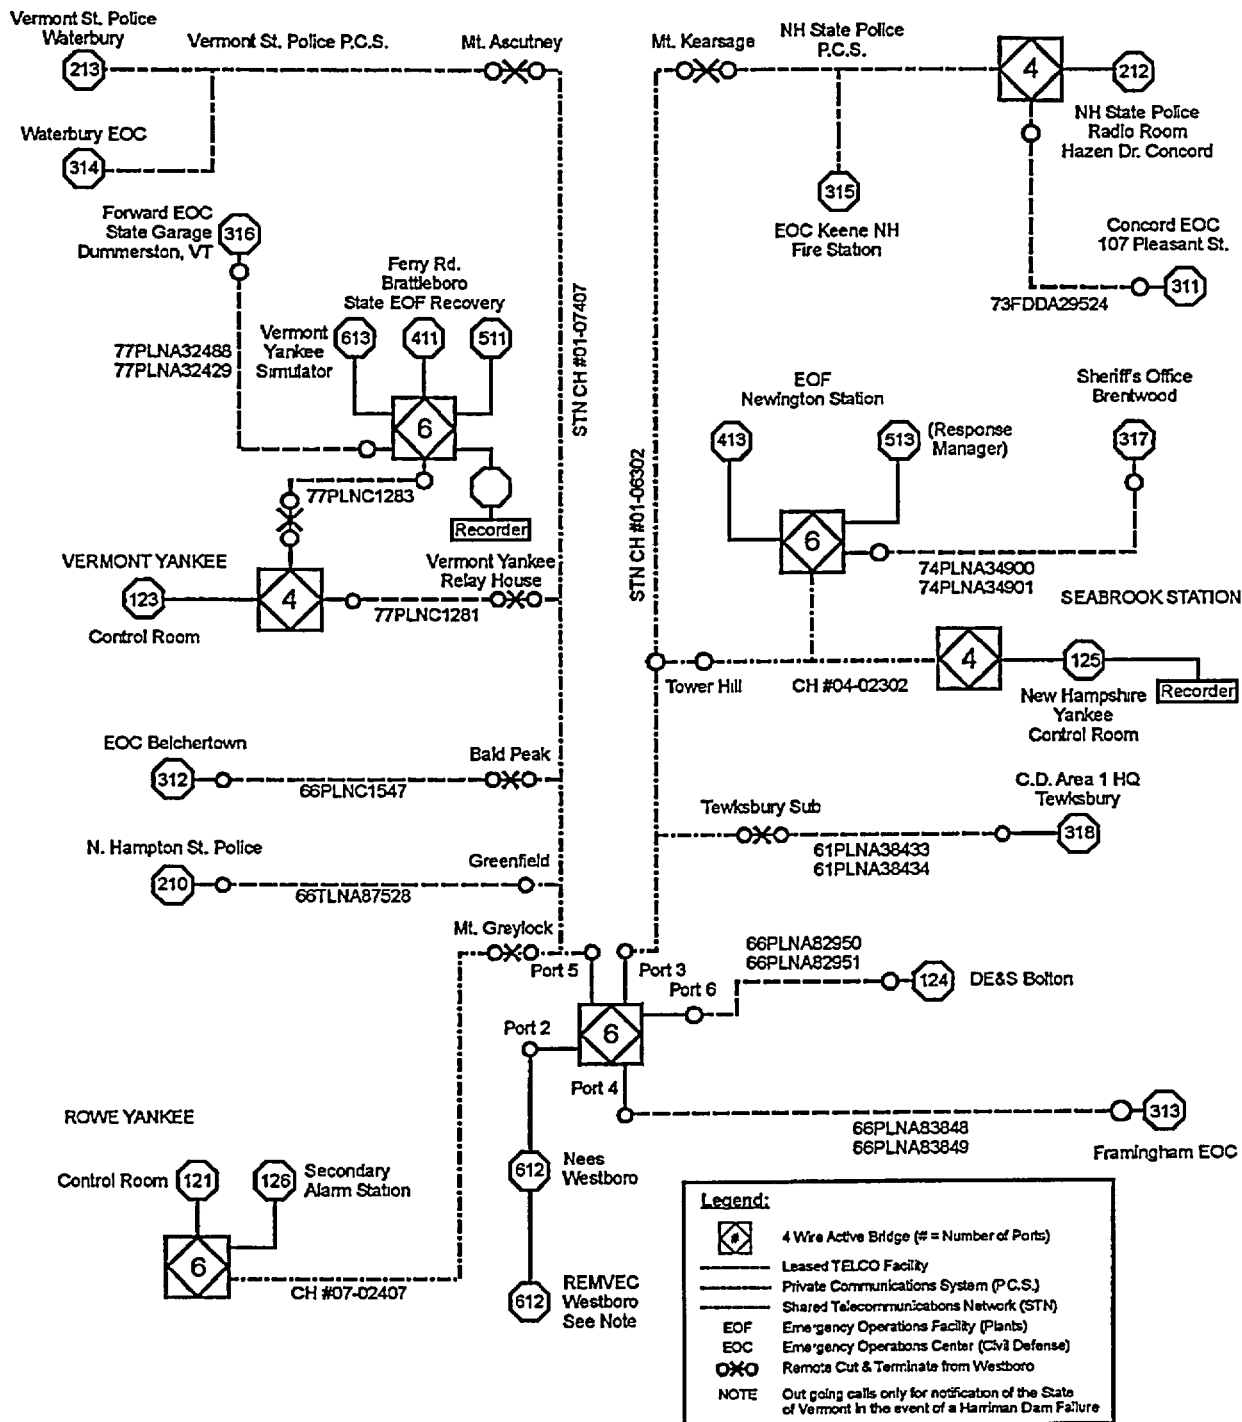 Vermont St. Police
Waterbury
213
Vermont St. Police P.C.S.
Mt. Ascutney
Mt. Kearsage
NH State Police
P.C.S.
4
212
NH State Police
Radio Room
Hazen Dr. Concord
Waterbury EOC
314
315
EOC Keene NH
Fire Station
Concord EOC
107 Pleasant St.
311
73FDDA29524
Forward EOC
State Garage
Dummerston, VT
316
Ferry Rd.
Brattleboro
State EOF Recovery
Vermont
Yankee
Simulator
613
411
511
77PLNA32488
77PLNA32429
6
77PLNC1283
Recorder
STN CH #01-07407
STN CH #01-06302
EOF
Newington Station
413
513
(Response
Manager)
Sheriff's Office
Brentwood
317
6
74PLNA34900
74PLNA34901
VERMONT YANKEE
123
Control Room
4
Vermont Yankee
Relay House
77PLNC1281
SEABROOK STATION
Tower Hill
CH #04-02302
4
125
Recorder
New Hampshire
Yankee
Control Room
EOC Belchertown
312
66PLNC1547
Bald Peak
Tewksbury Sub
C.D. Area 1 HQ
Tewksbury
318
61PLNA38433
61PLNA38434
N. Hampton St. Police
210
66TLNA87528
Greenfield
Mt. Greylock
Port 5
Port 3
Port 6
66PLNA82950
66PLNA82951
124
DE&S Bolton
Port 2
6
Port 4
66PLNA83848
66PLNA83849
313
Framingham EOC
ROWE YANKEE
Control Room
121
126
Secondary
Alarm Station
6
CH #07-02407
612
Nees
Westboro
612
REMVEC
Westboro
See Note
Legend:
# 4 Wire Active Bridge (# = Number of Ports)
Leased TELCO Facility
Private Communications System (P.C.S.)
Shared Telecommunications Network (STN)
EOF Emergency Operations Facility (Plants)
EOC Emergency Operations Center (Civil Defense)
Remote Cut & Terminate from Westboro
NOTE Out going calls only for notification of the State
of Vermont in the event of a Harriman Dam Failure